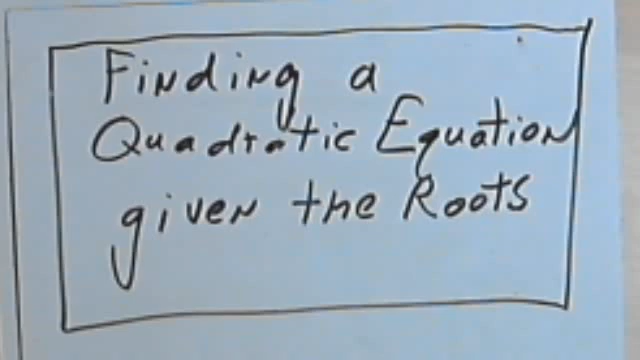 Finding a
Quadratic Equation
given the Roots